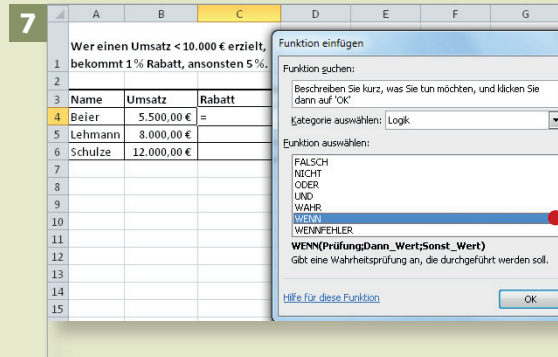 7
A B C D E F G
1 Wer einen Umsatz < 10.000 € erzielt,
bekommt 1 % Rabatt, ansonsten 5 %.
2
3 Name Umsatz Rabatt
4 Beier 5.500,00 € =
5 Lehmann 8.000,00 €
6 Schulze 12.000,00 €
7
8
9
10
11
12
13
14
15
Funktion einfügen
Funktion suchen:
Beschreiben Sie kurz, was Sie tun möchten, und klicken Sie
dann auf 'OK'
Kategorie auswählen: Logik
Funktion auswählen:
FALSCH
NICHT
ODER
UND
WAHR
WENN
WENNFEHLER
WENN(Prüfung;Dann_Wert;Sonst_Wert)
Gibt eine Wahrheitsprüfung an, die durchgeführt werden soll.
Hilfe für diese Funktion
OK